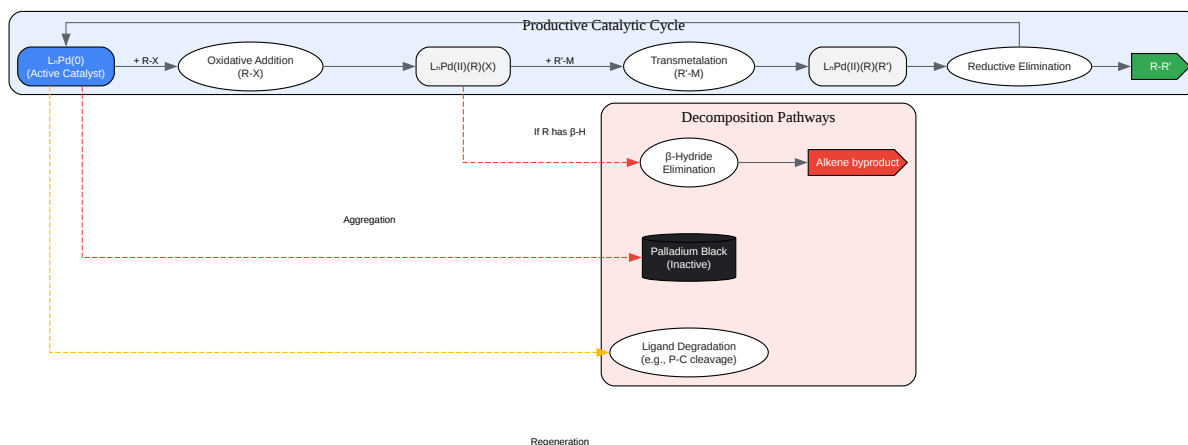 Productive Catalytic Cycle
LₙPd(0)
(Active Catalyst)
+ R-X
Oxidative Addition
(R-X)
LₙPd(II)(R)(X)
+ R'-M
Transmetalation
(R'-M)
LₙPd(II)(R)(R')
Reductive Elimination
R-R'
Decomposition Pathways
If R has β-H
β-Hydride
Elimination
Alkene byproduct
Aggregation
Palladium Black
(Inactive)
Ligand Degradation
(e.g., P-C cleavage)
Regeneration